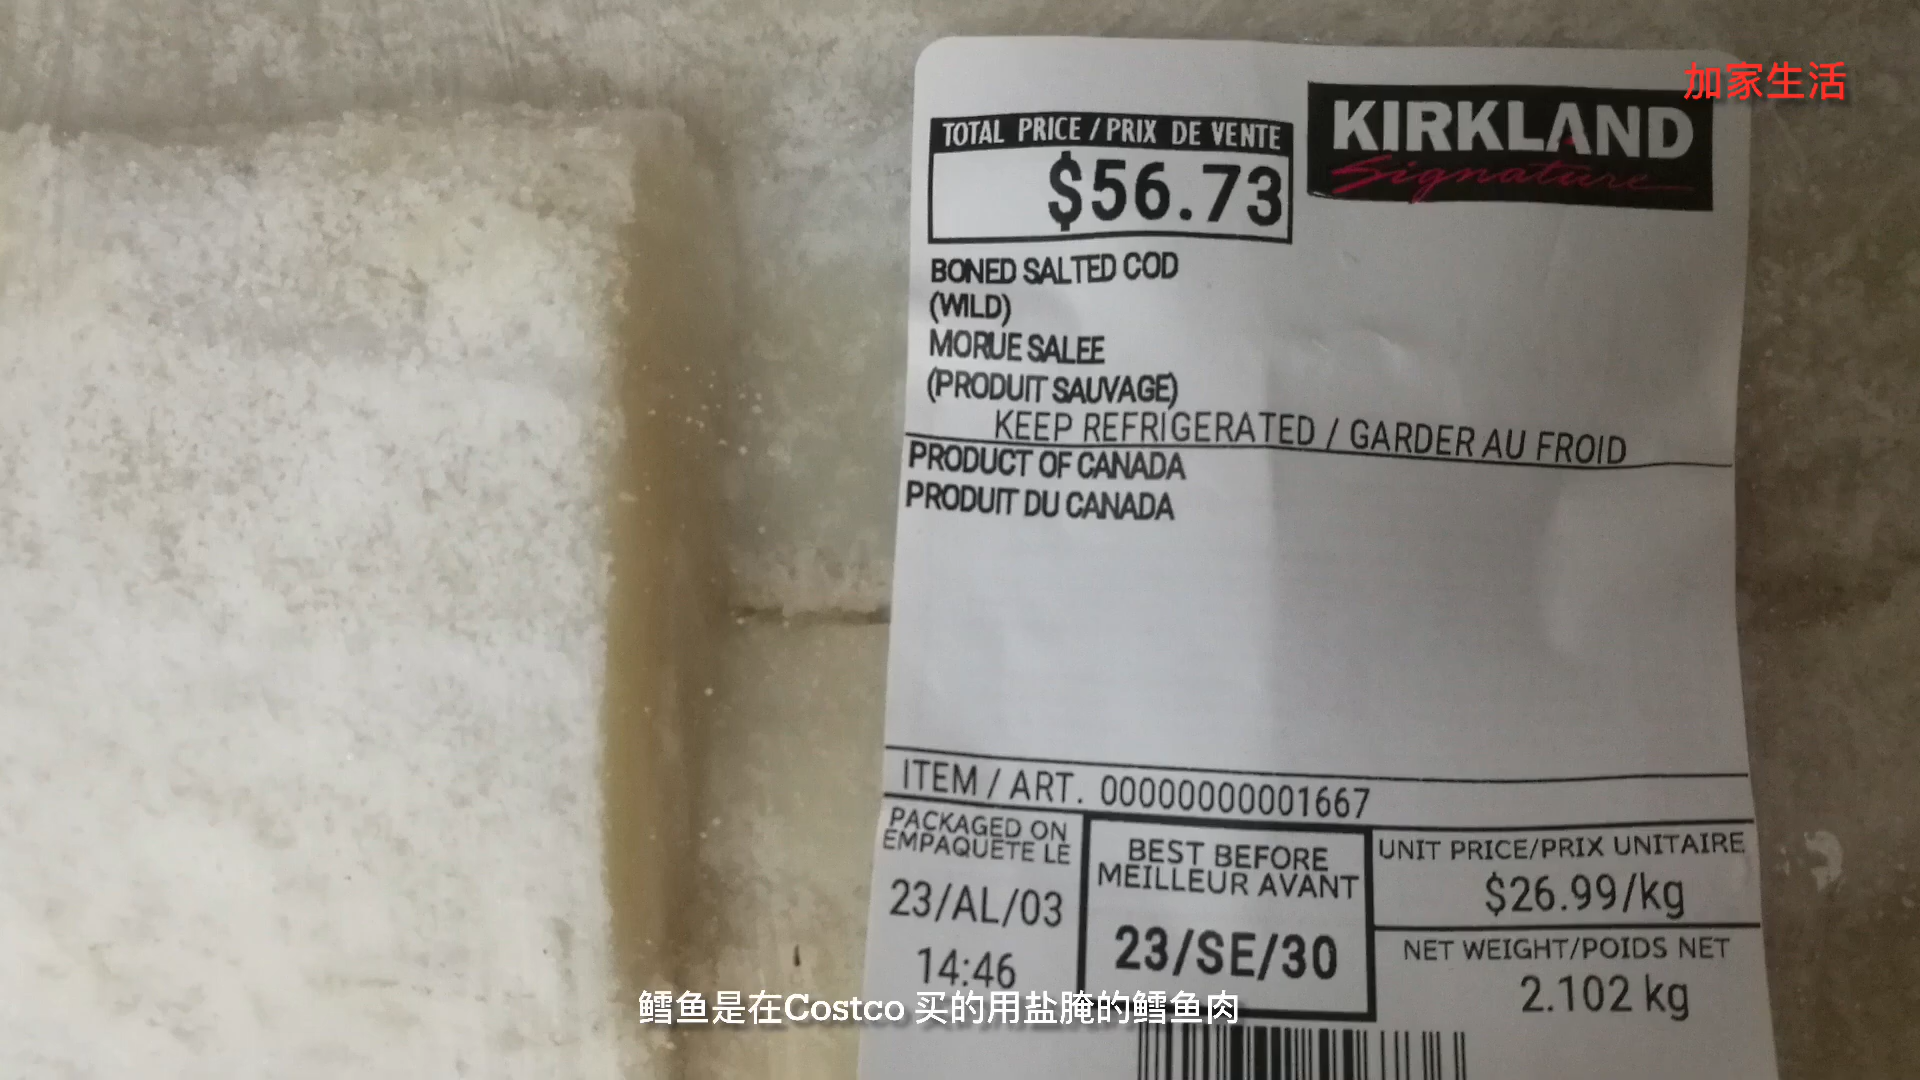 加家生活
KIRKLAND
Signature
TOTAL PRICE / PRIX DE VENTE
$56.73
BONED SALTED COD
(WILD)
MORUE SALEE
(PRODUIT SAUVAGE)
KEEP REFRIGERATED / GARDER AU FROID
PRODUCT OF CANADA
PRODUIT DU CANADA
ITEM / ART. 00000000001667
PACKAGED ON
EMPAQUETE LE
23/AL/03
14:46
BEST BEFORE
MEILLEUR AVANT
23/SE/30
UNIT PRICE/PRIX UNITAIRE
$26.99/kg
NET WEIGHT/POIDS NET
2.102 kg
鳕鱼是在Costco 买的用盐腌的鳕鱼肉